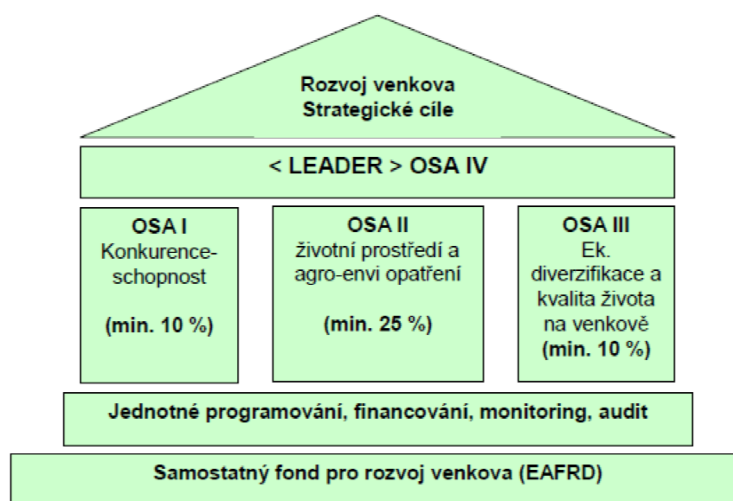 Rozvoj venkova
Strategické cíle
< LEADER > OSA IV
OSA I
Konkurence-
schopnost
(min. 10 %)
OSA II
životní prostředí a
agro-envi opatření
(min. 25 %)
OSA III
Ek.
diverzifikace a
kvalita života
na venkově
(min. 10 %)
Jednotné programování, financování, monitoring, audit
Samostatný fond pro rozvoj venkova (EAFRD)